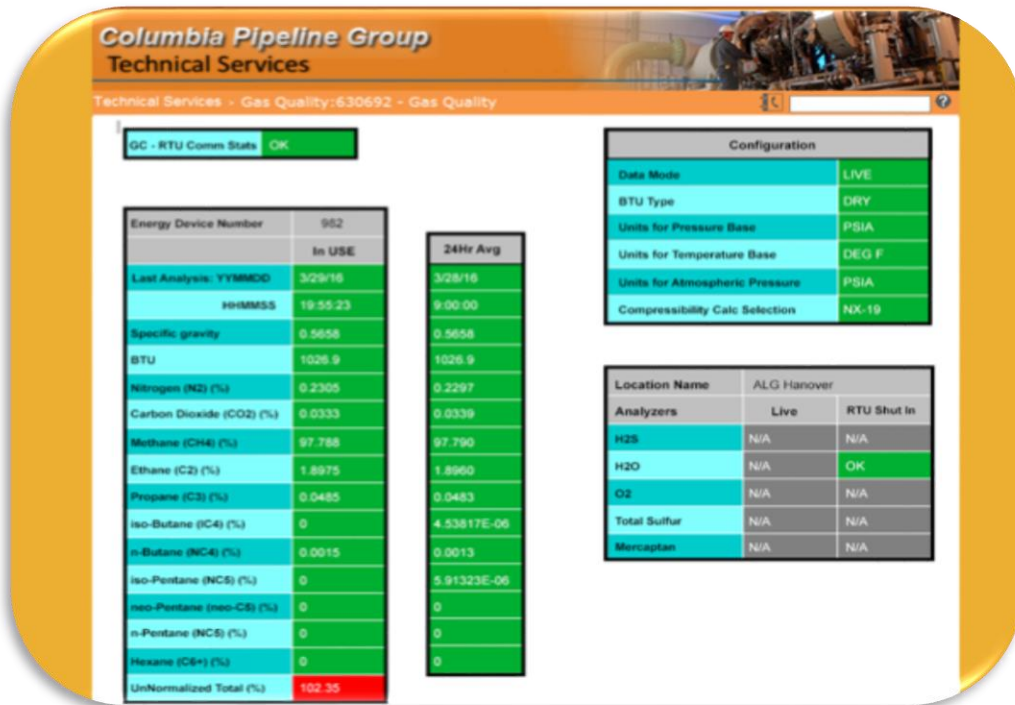 Columbia Pipeline Group
Technical Services
Technical Services - Gas Quality:630692 - Gas Quality
?
GC - RTU Comm Stats OK
Energy Device Number 982
In USE 24Hr Avg
Last Analysis: YYMMDD 3/29/16 3/28/16
HHMMSS 19:55:23 9:00:00
Specific gravity 0.5658 0.5658
BTU 1026.9 1026.9
Nitrogen (N2) (%) 0.2305 0.2297
Carbon Dioxide (CO2) (%) 0.0333 0.0339
Methane (CH4) (%) 97.788 97.790
Ethane (C2) (%) 1.8975 1.8960
Propane (C3) (%) 0.0485 0.0483
iso-Butane (IC4) (%) 0 4.53817E-06
n-Butane (NC4) (%) 0.0015 0.0013
iso-Pentane (NC5) (%) 0 5.91323E-06
neo-Pentane (neo-C5) (%) 0 0
n-Pentane (NC5) (%) 0 0
Hexane (C6+) (%) 0 0
UnNormalized Total (%) 102.35
Configuration
Data Mode LIVE
BTU Type DRY
Units for Pressure Base PSIA
Units for Temperature Base DEG F
Units for Atmospheric Pressure PSIA
Compressibility Calc Selection NX-19
Location Name ALG Hanover
Analyzers Live RTU Shut In
H2S N/A N/A
H2O N/A OK
O2 N/A N/A
Total Sulfur N/A N/A
Mercaptan N/A N/A